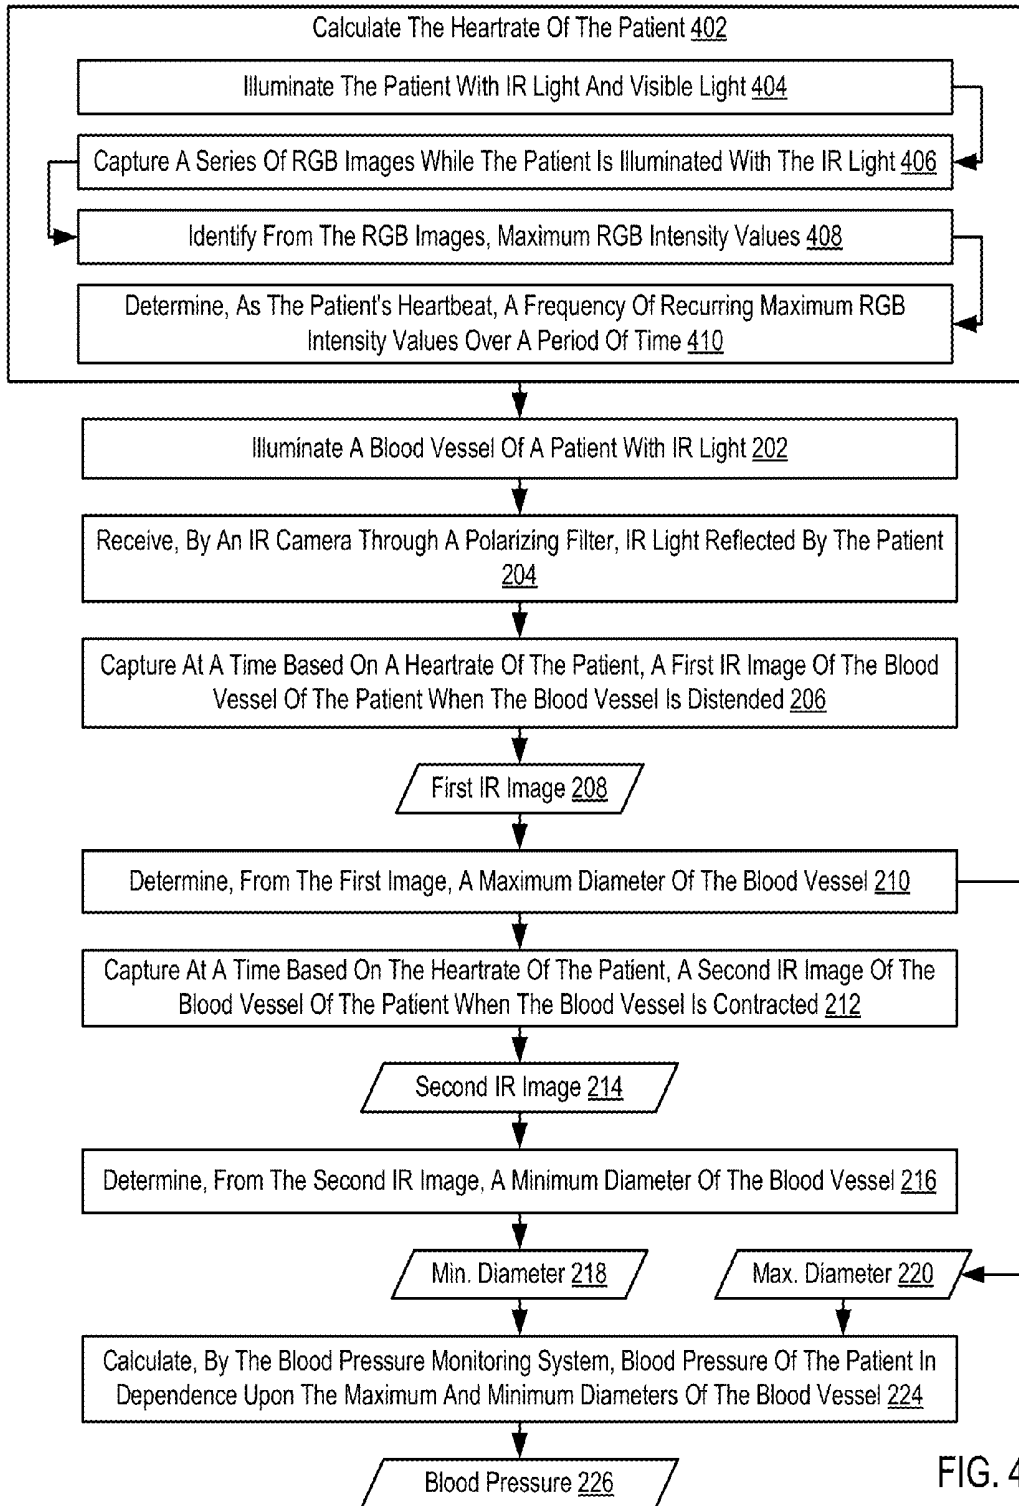 Calculate The Heartrate Of The Patient 402
Illuminate The Patient With IR Light And Visible Light 404
Capture A Series Of RGB Images While The Patient Is Illuminated With The IR Light 406
Identify From The RGB Images, Maximum RGB Intensity Values 408
Determine, As The Patient's Heartbeat, A Frequency Of Recurring Maximum RGB
Intensity Values Over A Period Of Time 410
Illuminate A Blood Vessel Of A Patient With IR Light 202
Receive, By An IR Camera Through A Polarizing Filter, IR Light Reflected By The Patient
204
Capture At A Time Based On A Heartrate Of The Patient, A First IR Image Of The Blood
Vessel Of The Patient When The Blood Vessel Is Distended 206
First IR Image 208
Determine, From The First Image, A Maximum Diameter Of The Blood Vessel 210
Capture At A Time Based On The Heartrate Of The Patient, A Second IR Image Of The
Blood Vessel Of The Patient When The Blood Vessel Is Contracted 212
Second IR Image 214
Determine, From The Second IR Image, A Minimum Diameter Of The Blood Vessel 216
Min. Diameter 218
Max. Diameter 220
Calculate, By The Blood Pressure Monitoring System, Blood Pressure Of The Patient In
Dependence Upon The Maximum And Minimum Diameters Of The Blood Vessel 224
Blood Pressure 226
FIG. 4